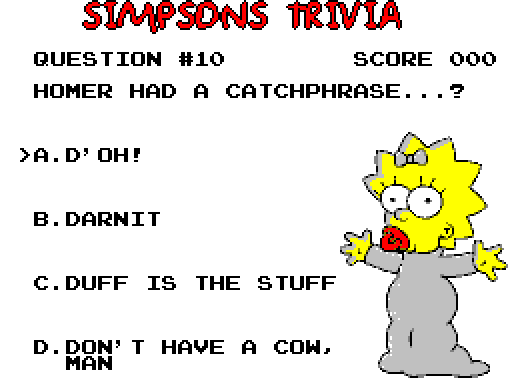 SIMPSONS TRIVIA
QUESTION #10 SCORE 000
HOMER HAD A CATCHPHRASE...?
>A.D'OH!
B.DARNIT
C.DUFF IS THE STUFF
D.DON'T HAVE A COW,
MAN